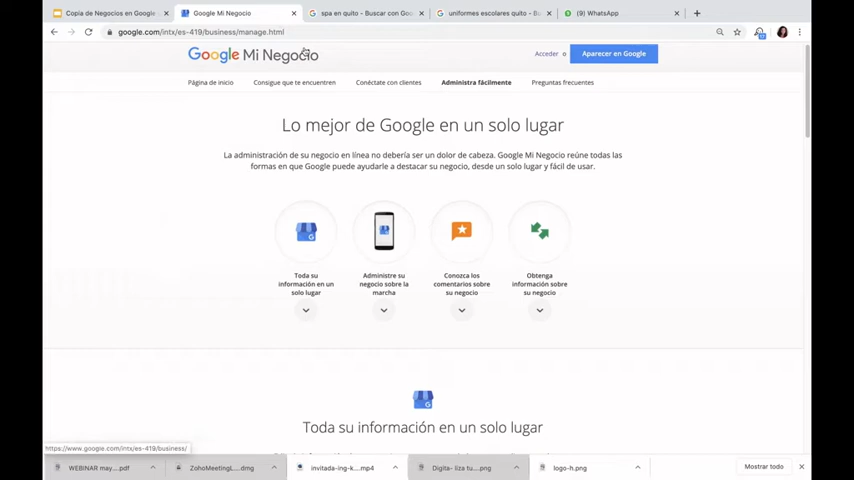 Copia de Negocios en Google
Google Mi Negocio
spa en quito - Buscar con Goo
uniformes escolares quito - Bu
(9) WhatsApp
google.com/intx/es-419/business/manage.html
Google Mi Negocio
Acceder o
Aparecer en Google
Página de inicio
Consigue que te encuentren
Conéctate con clientes
Administra fácilmente
Preguntas frecuentes
Lo mejor de Google en un solo lugar
La administración de su negocio en línea no debería ser un dolor de cabeza. Google Mi Negocio reúne todas las
formas en que Google puede ayudarle a destacar su negocio, desde un solo lugar y fácil de usar.
Toda su
información en un
solo lugar
Administre su
negocio sobre la
marcha
Conozca los
comentarios sobre
su negocio
Obtenga
información sobre
su negocio
Toda su información en un solo lugar
https://www.google.com/intx/es-419/business/
WEBINAR may....pdf
ZohoMeetingL....dmg
invitada-ing-k....mp4
Digita- liza tu....png
logo-h.png
Mostrar todo